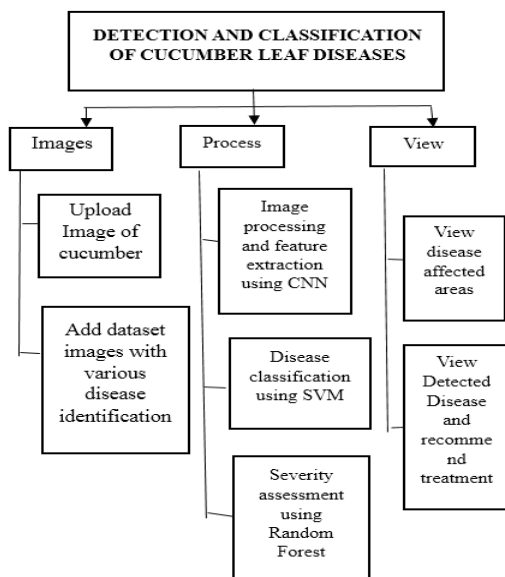 DETECTION AND CLASSIFICATION
OF CUCUMBER LEAF DISEASES
Images
Process
View
Upload
Image of
cucumber
Add dataset
images with
various
disease
identification
Image
processing
and feature
extraction
using CNN
Disease
classification
using SVM
Severity
assessment
using
Random
Forest
View
disease
affected
areas
View
Detected
Disease
and
recomme
nd
treatment